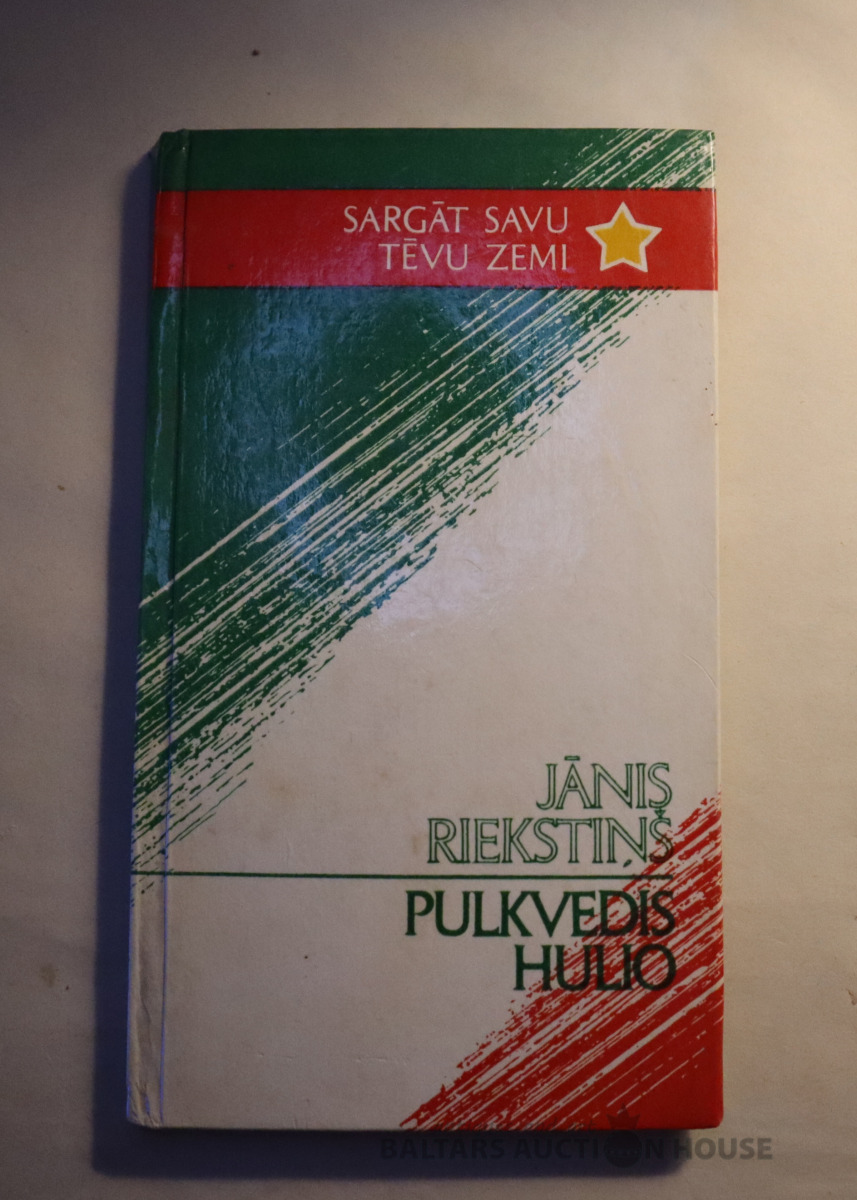 SARGĀT SAVU
TĒVU ZEMI
JĀNIS
RIEKSTIŅŠ
PULKVEDIS
HULIO
BALTARS AUCTION HOUSE